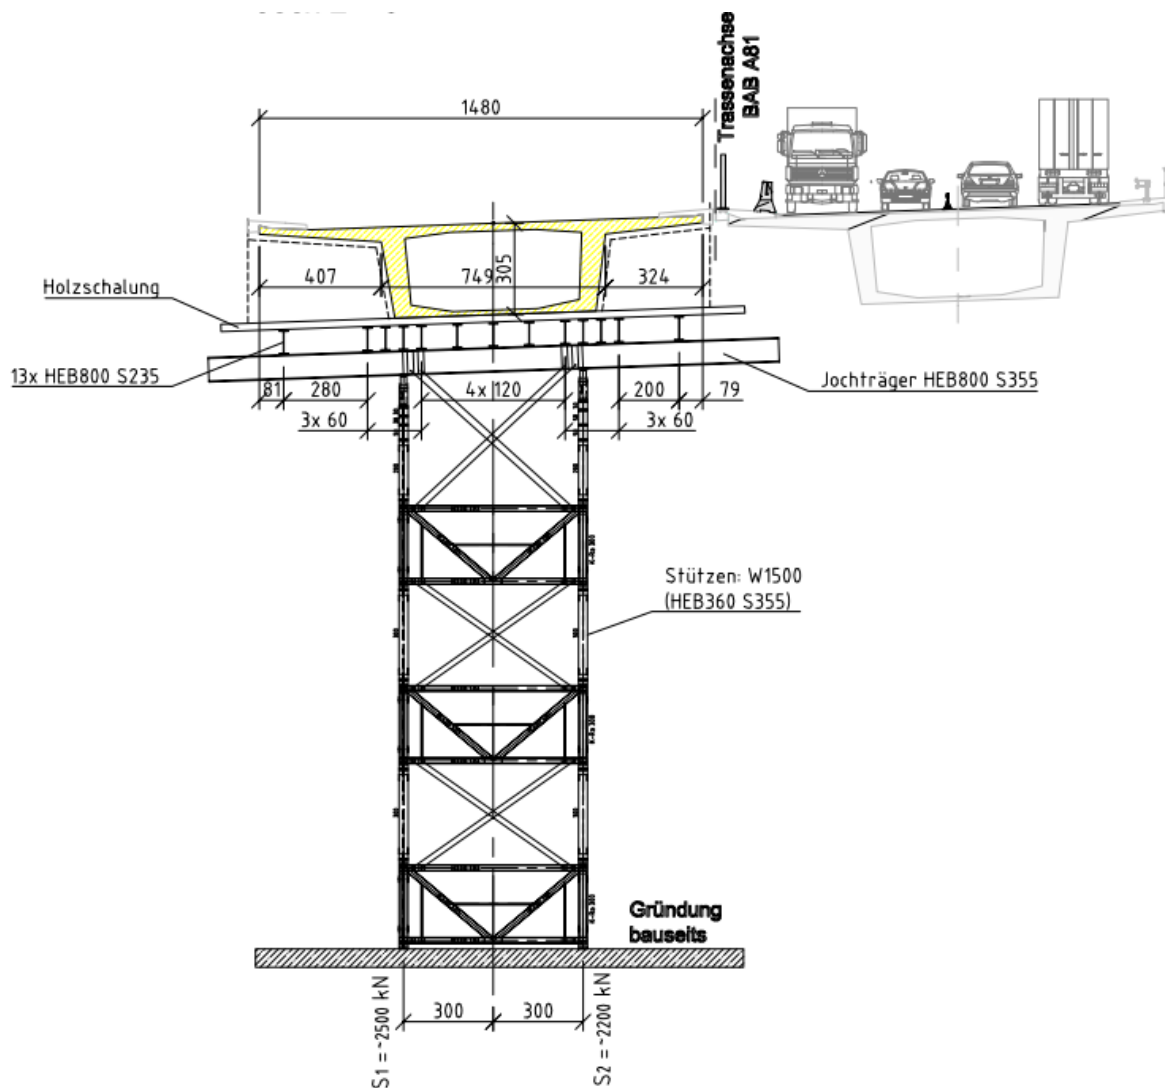 Trassenachse
BAB A81
1480
407
749
305
324
Holzschalung
13x HEB800 S235
Jochträger HEB800 S355
81
280
4x 120
200
79
3x 60
3x 60
Stützen: W1500
(HEB360 S355)
Gründung
bauseits
S1 = ~2500 kN
300
300
S2 = ~2200 kN